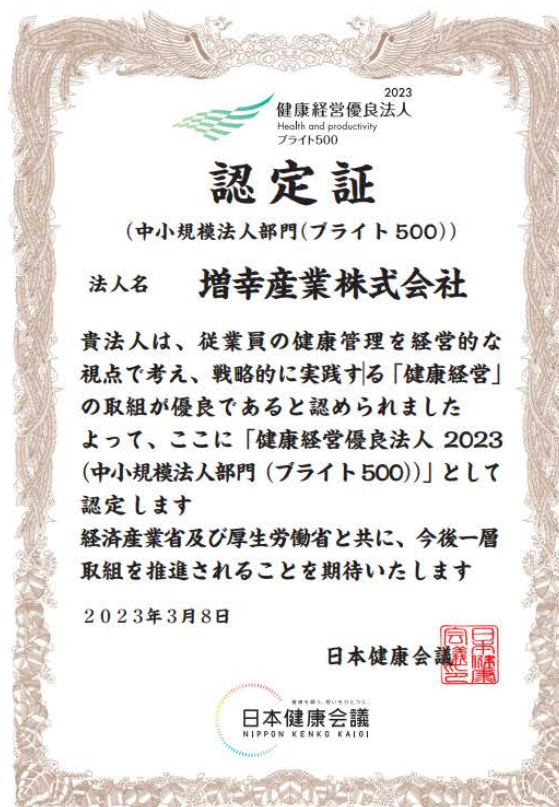 2023
健康経営優良法人
Health and productivity
ブライト500
認定証
(中小規模法人部門(ブライト500))
法人名 増幸産業株式会社
貴法人は、従業員の健康管理を経営的な
視点で考え、戦略的に実践する「健康経営」
の取組が優良であると認められました
よって、ここに「健康経営優良法人 2023
(中小規模法人部門 (ブライト500))」として
認定します
経済産業省及び厚生労働省と共に、今後一層
取組を推進されることを期待いたします
2023年3月8日
日本健康会議
日本健康会議
NIPPON KENKO KAIGI